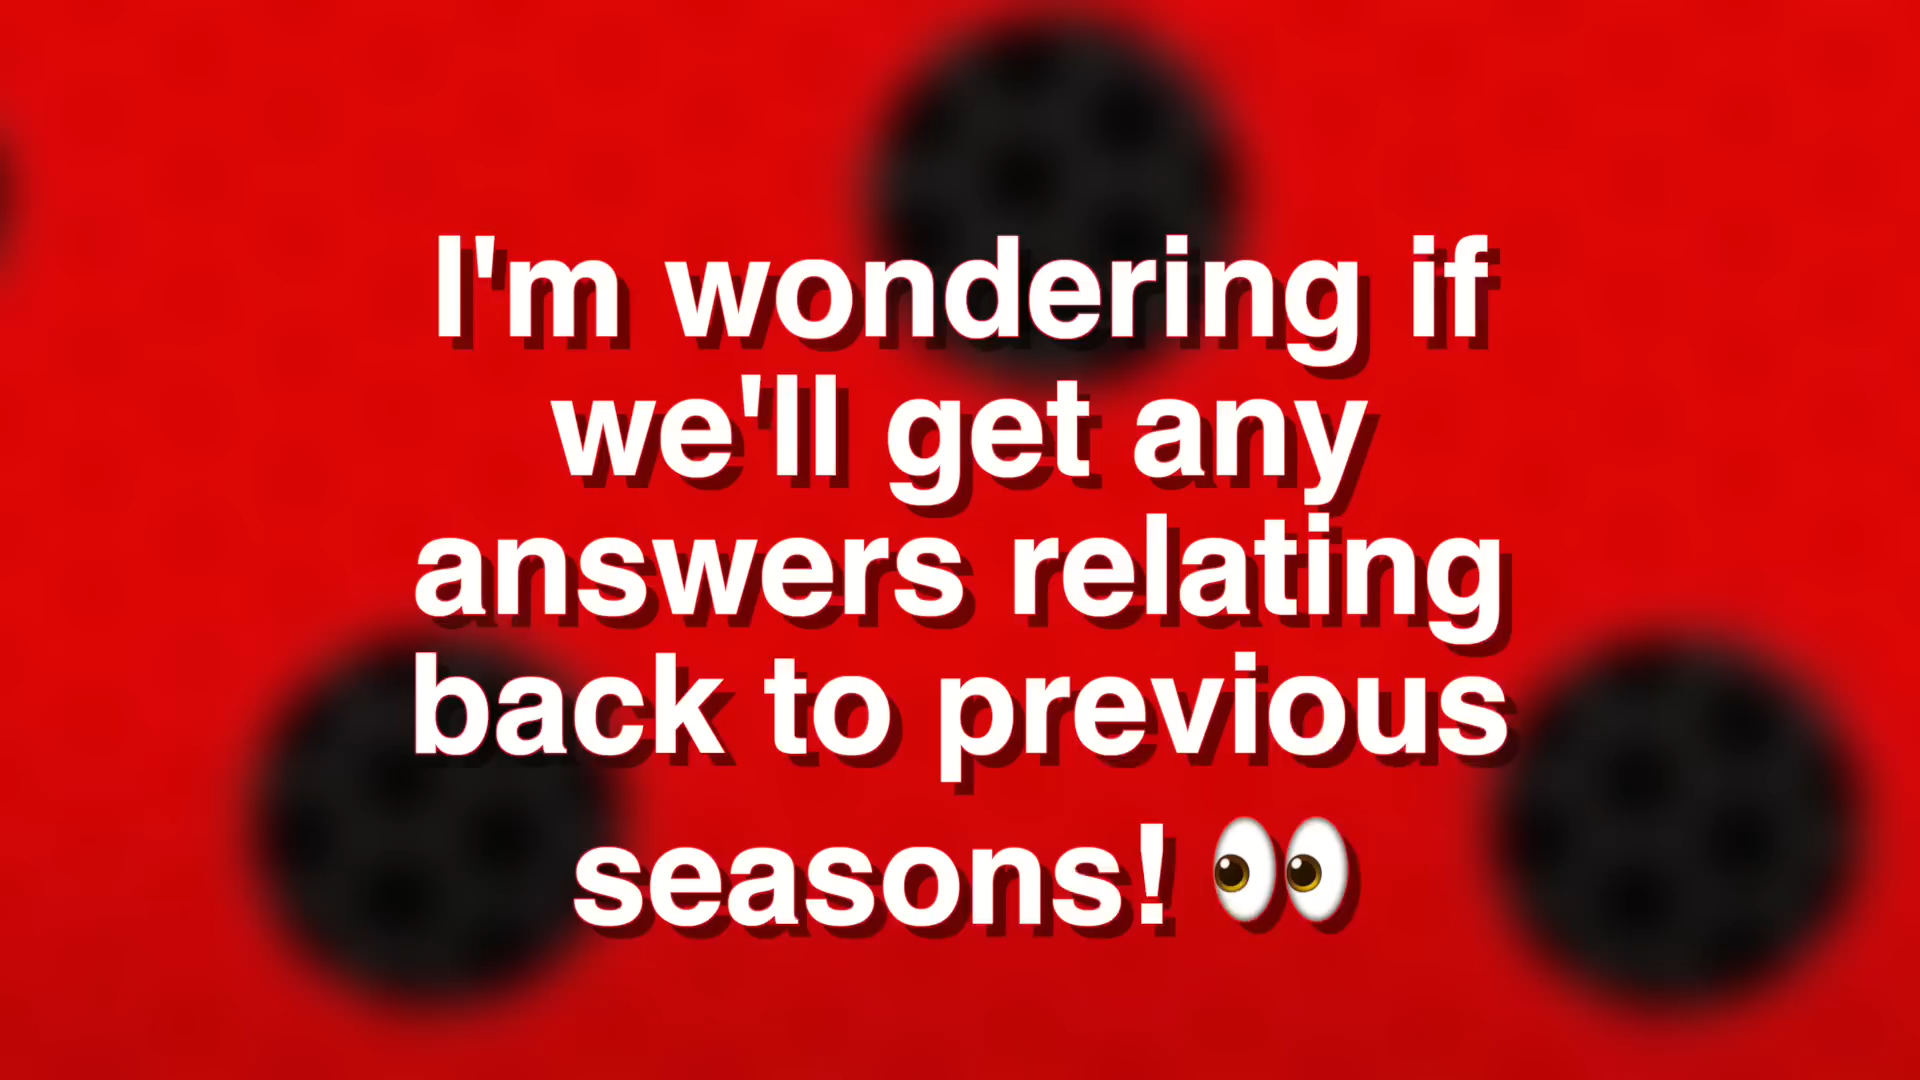 I'm wondering if
we'll get any
answers relating
back to previous
seasons! 👀